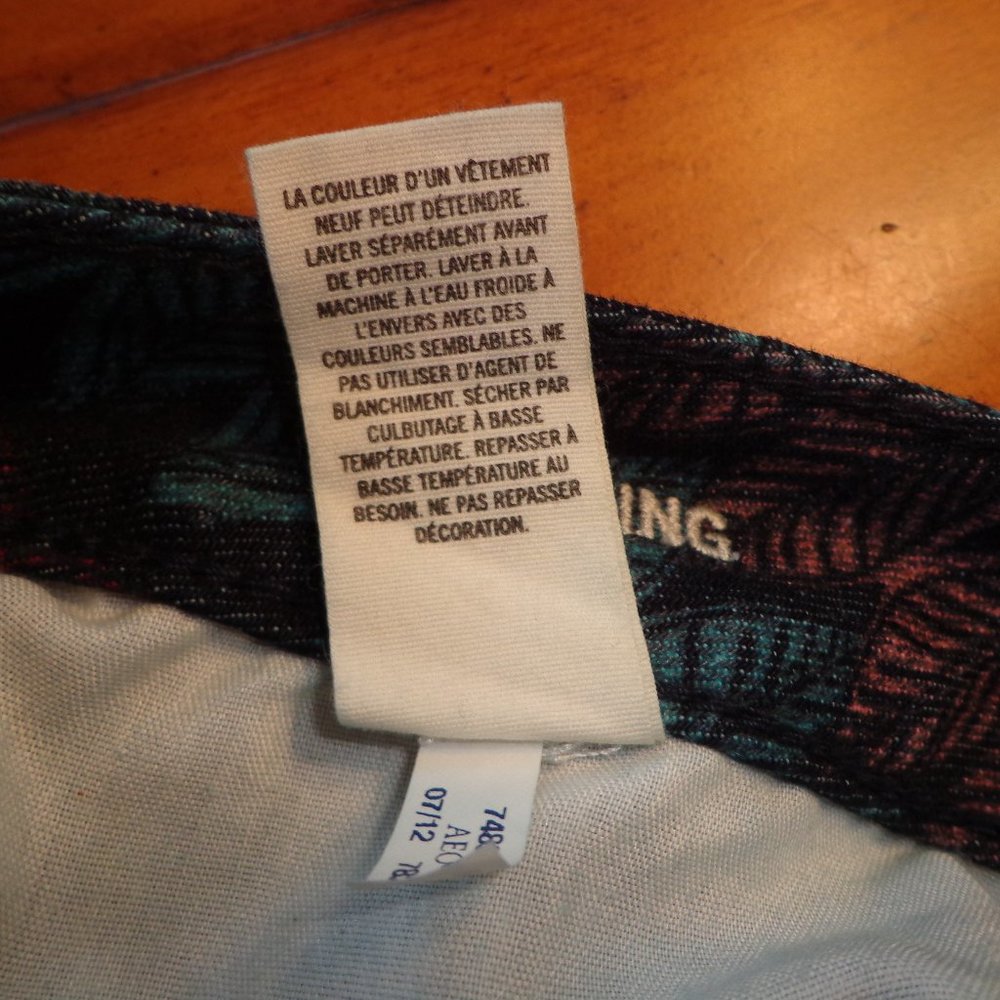 LA COULEUR D'UN VÊTEMENT
NEUF PEUT DÉTEINDRE.
LAVER SÉPARÉMENT AVANT
DE PORTER. LAVER À LA
MACHINE À L'EAU FROIDE À
L'ENVERS AVEC DES
COULEURS SEMBLABLES. NE
PAS UTILISER D'AGENT DE
BLANCHIMENT. SÉCHER PAR
CULBUTAGE À BASSE
TEMPÉRATURE. REPASSER À
BASSE TEMPÉRATURE AU
BESOIN. NE PAS REPASSER
DÉCORATION.
ING
07/12